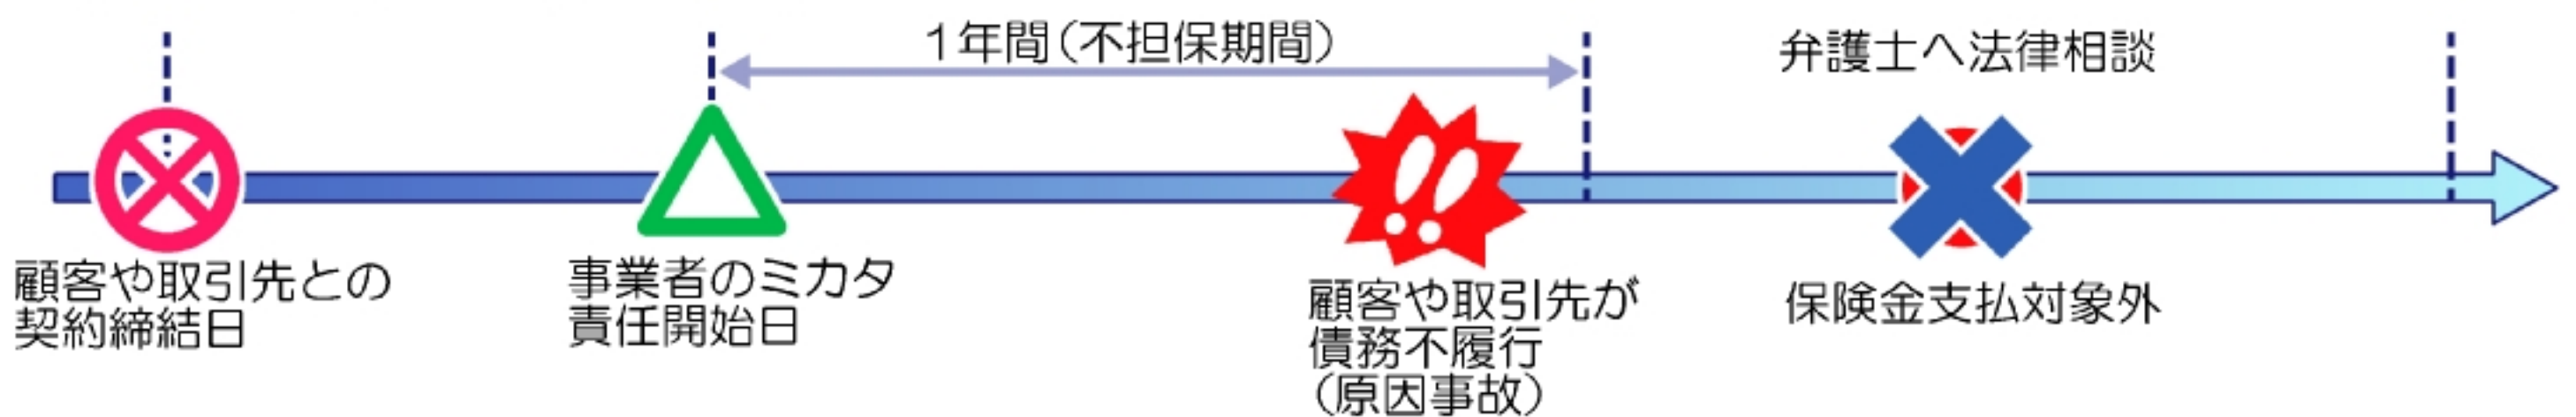 1年間(不担保期間)
弁護士へ法律相談
顧客や取引先との
契約締結日
事業者のミカタ
責任開始日
顧客や取引先が
債務不履行
(原因事故)
保険金支払対象外